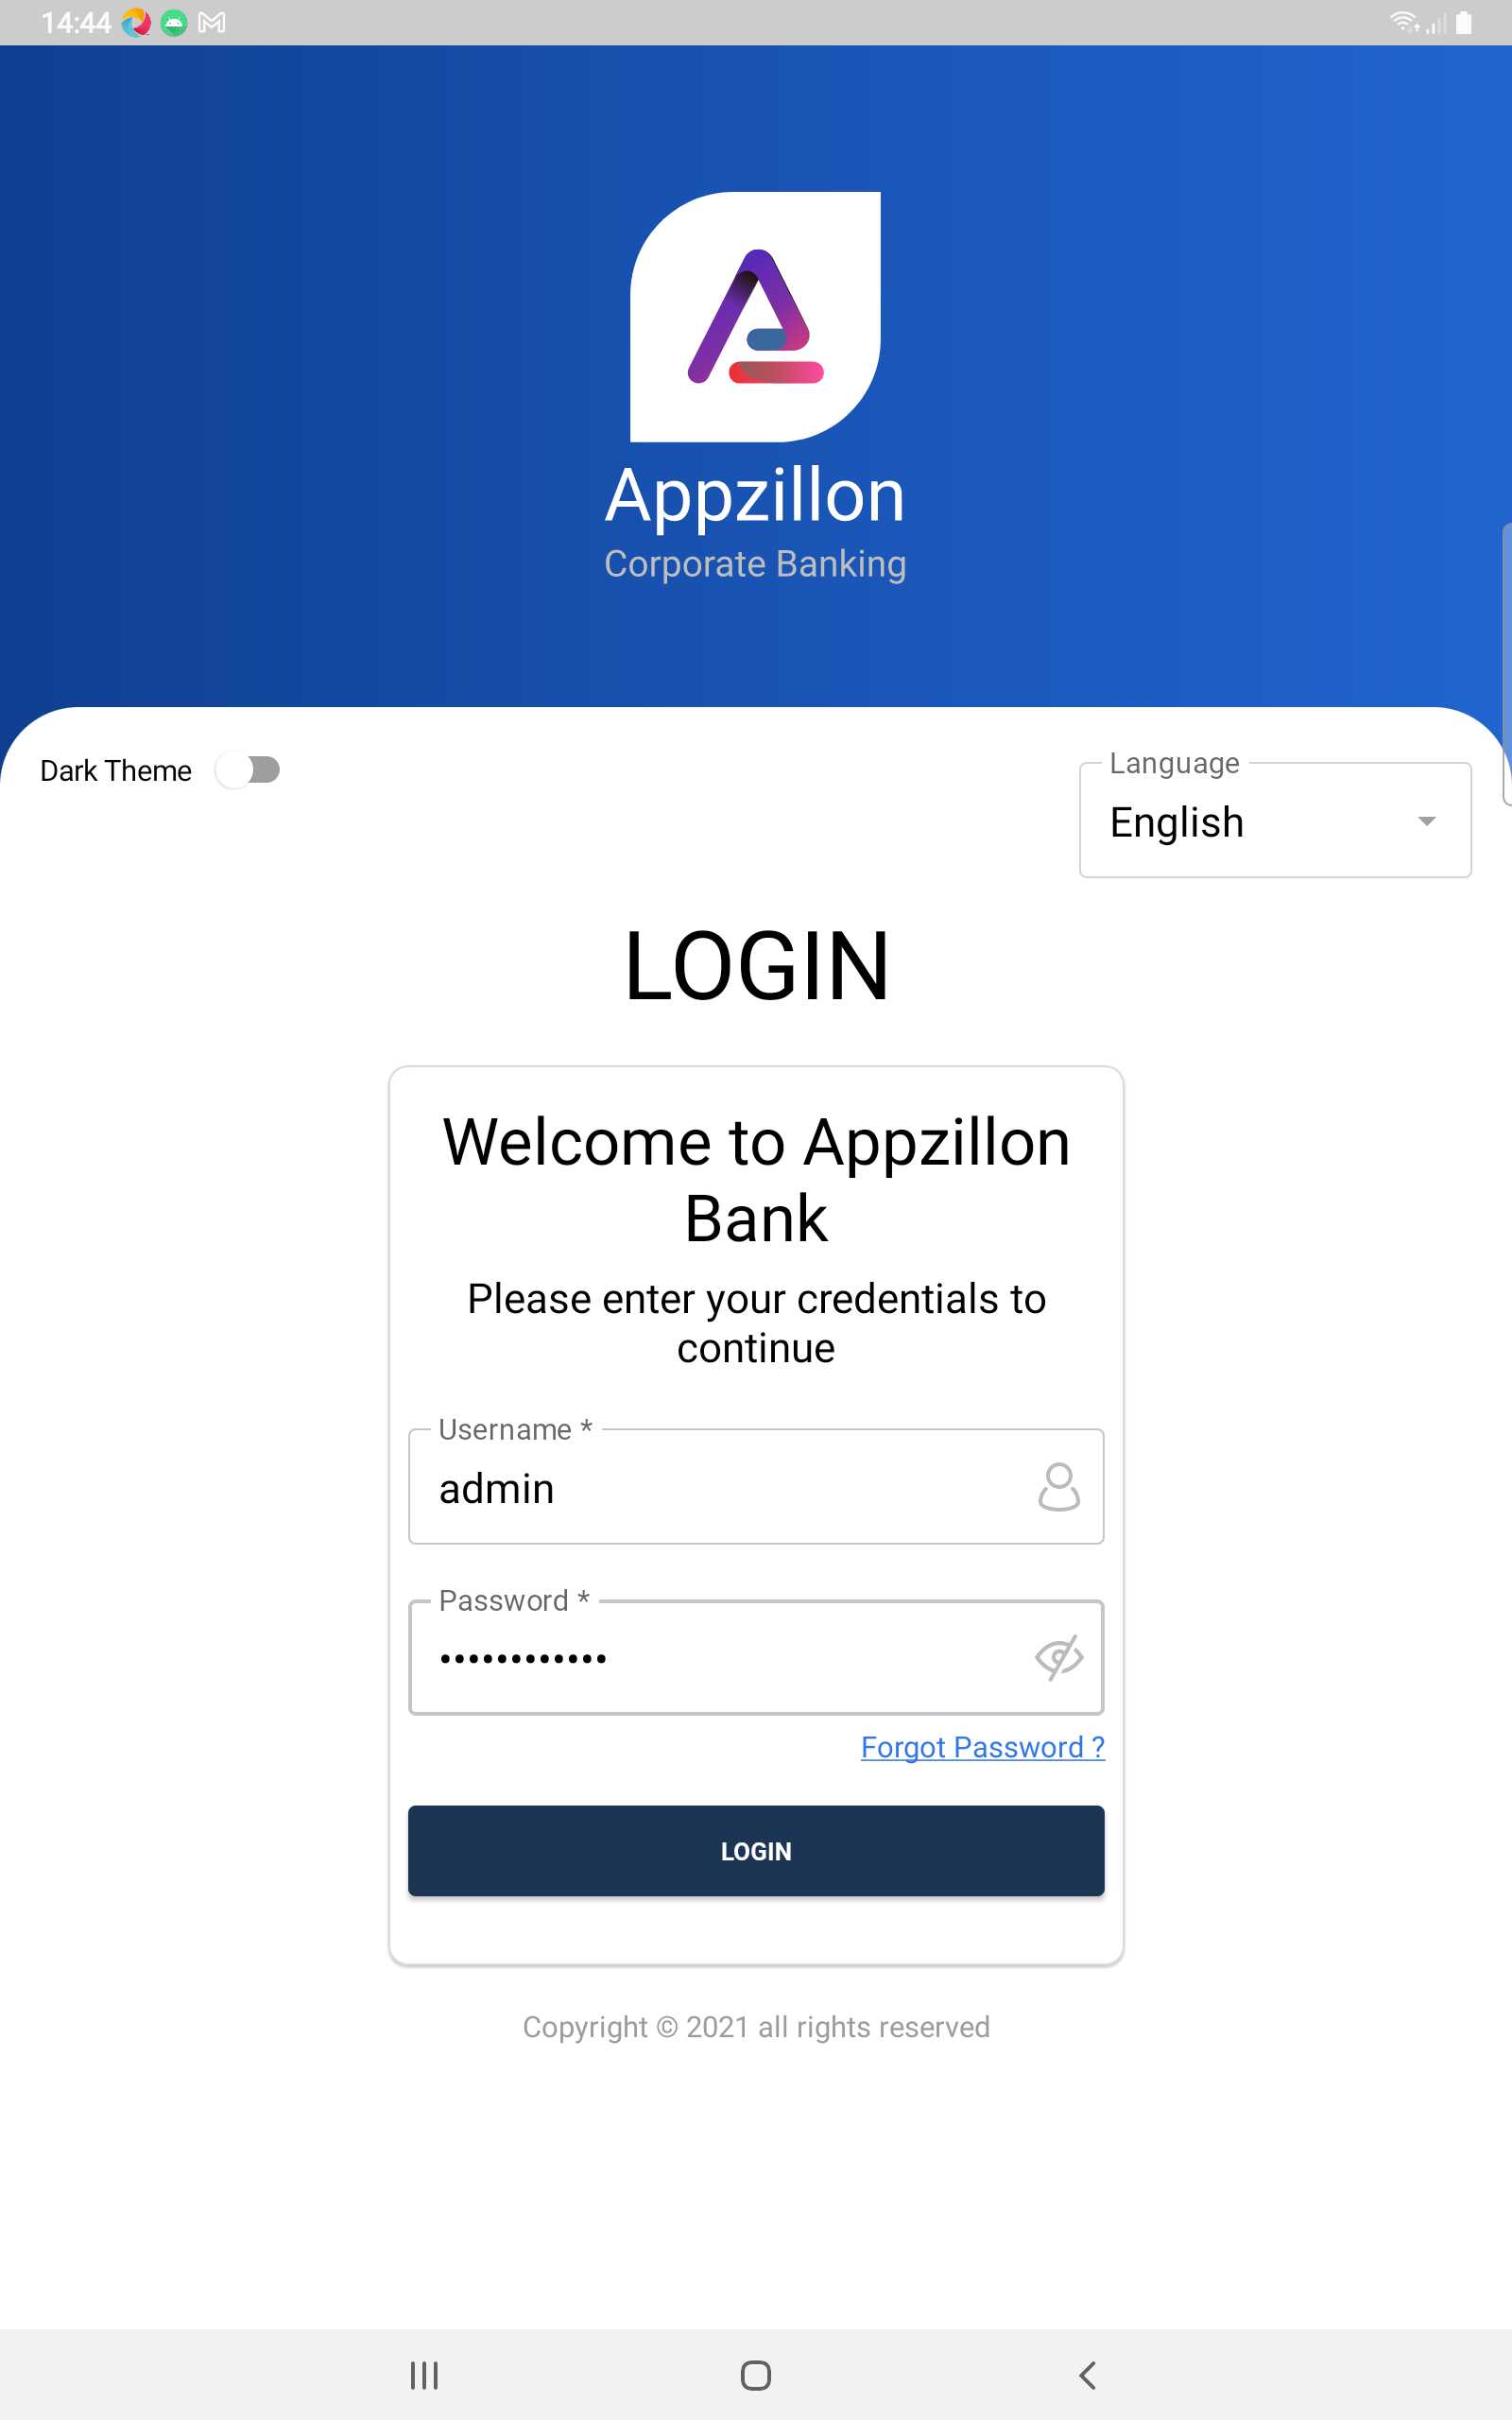 14:44
Appzillon
Corporate Banking
Dark Theme
Language
English
LOGIN
Welcome to Appzillon
Bank
Please enter your credentials to
continue
Username *
admin
Password *
••••••••••••
Forgot Password ?
LOGIN
Copyright © 2021 all rights reserved